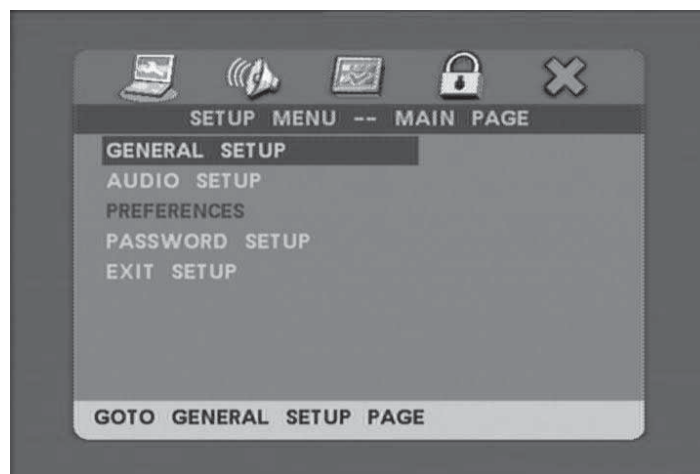 SETUP MENU -- MAIN PAGE
GENERAL SETUP
AUDIO SETUP
PREFERENCES
PASSWORD SETUP
EXIT SETUP
GOTO GENERAL SETUP PAGE